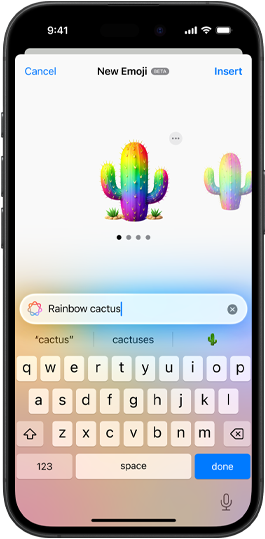 9:41
Cancel New Emoji BETA Insert
Rainbow cactus
"cactus" cactuses
q w e r t y u i o p
a s d f g h j k l
z x c v b n m
123 space done